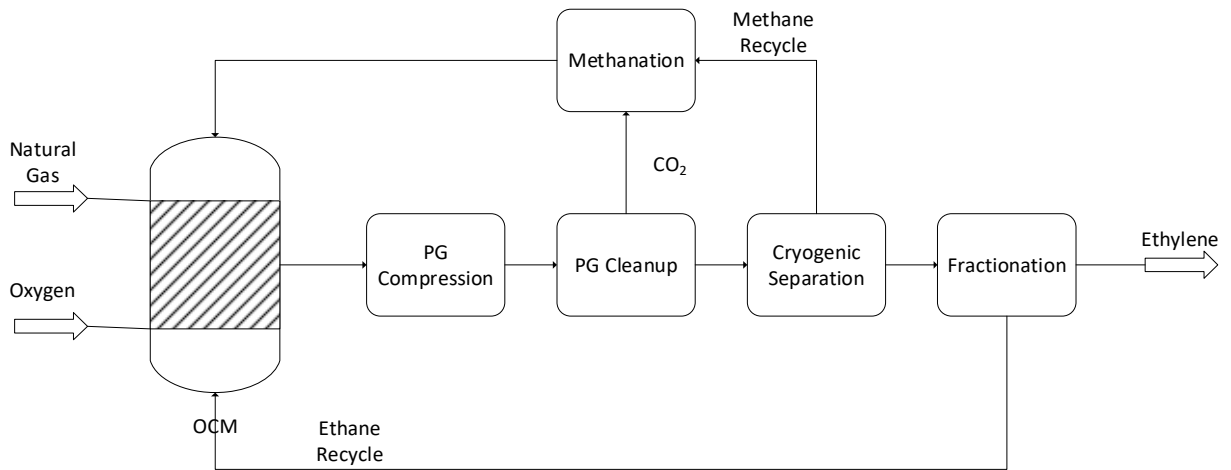 Methane
Recycle
Methanation
Natural
Gas
CO₂
PG
Compression
PG Cleanup
Cryogenic
Separation
Fractionation
Ethylene
Oxygen
OCM
Ethane
Recycle